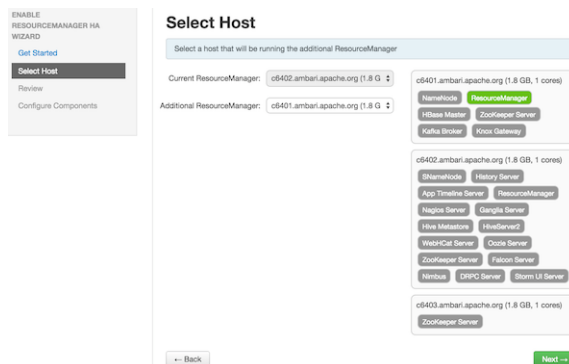 ENABLE
RESOURCEMANAGER HA
WIZARD
Get Started
Select Host
Review
Configure Components
Select Host
Select a host that will be running the additional ResourceManager
Current ResourceManager: c6402.ambari.apache.org (1.8 G
Additional ResourceManager: c6401.ambari.apache.org (1.8 G
c6401.ambari.apache.org (1.8 GB, 1 cores)
NameNode ResourceManager
HBase Master ZooKeeper Server
Kafka Broker Knox Gateway
c6402.ambari.apache.org (1.8 GB, 1 cores)
SNameNode History Server
App Timeline Server ResourceManager
Nagios Server Ganglia Server
Hive Metastore HiveServer2
WebHCat Server Oozie Server
ZooKeeper Server Falcon Server
Nimbus DRPC Server Storm UI Server
c6403.ambari.apache.org (1.8 GB, 1 cores)
ZooKeeper Server
← Back
Next →